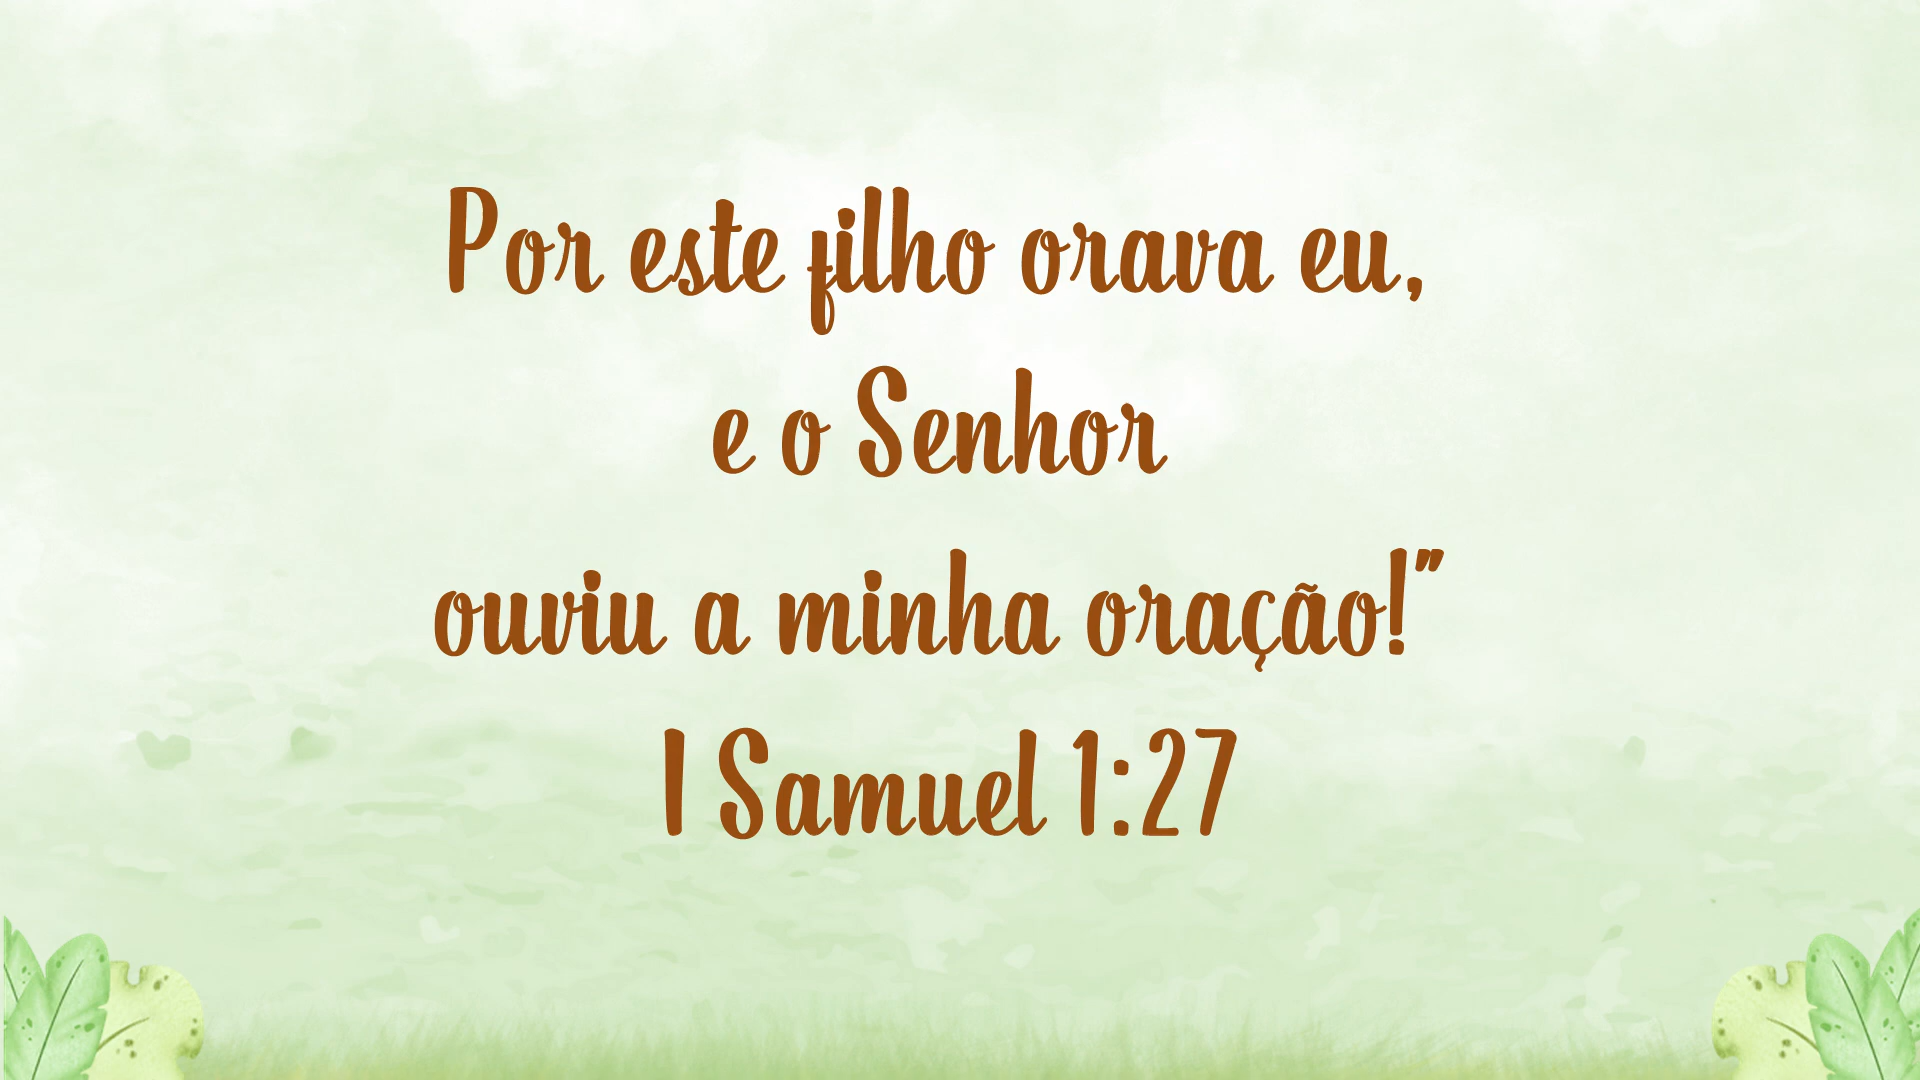 Por este filho orava eu,
e o Senhor
ouviu a minha oração!"
I Samuel 1:27